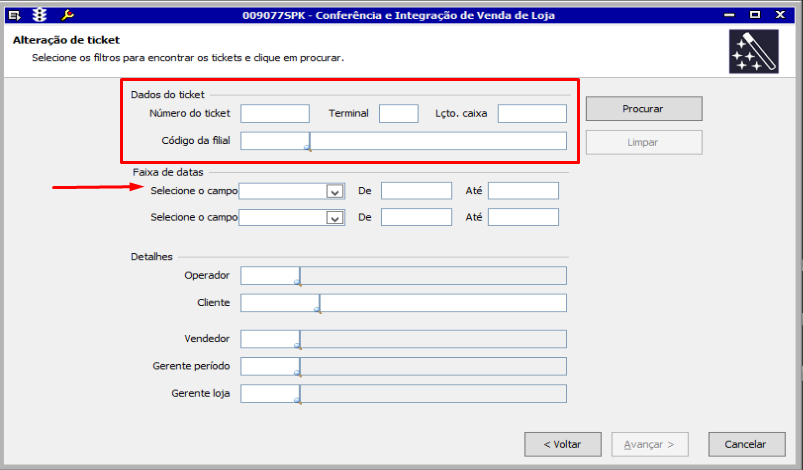 009077SPK - Conferência e Integração de Venda de Loja
Alteração de ticket
Selecione os filtros para encontrar os tickets e clique em procurar.
Dados do ticket
Número do ticket Terminal Lçto. caixa Procurar
Código da filial Limpar
Faixa de datas
Selecione o campo De Até
Selecione o campo De Até
Detalhes
Operador
Cliente
Vendedor
Gerente período
Gerente loja
< Voltar Avançar > Cancelar